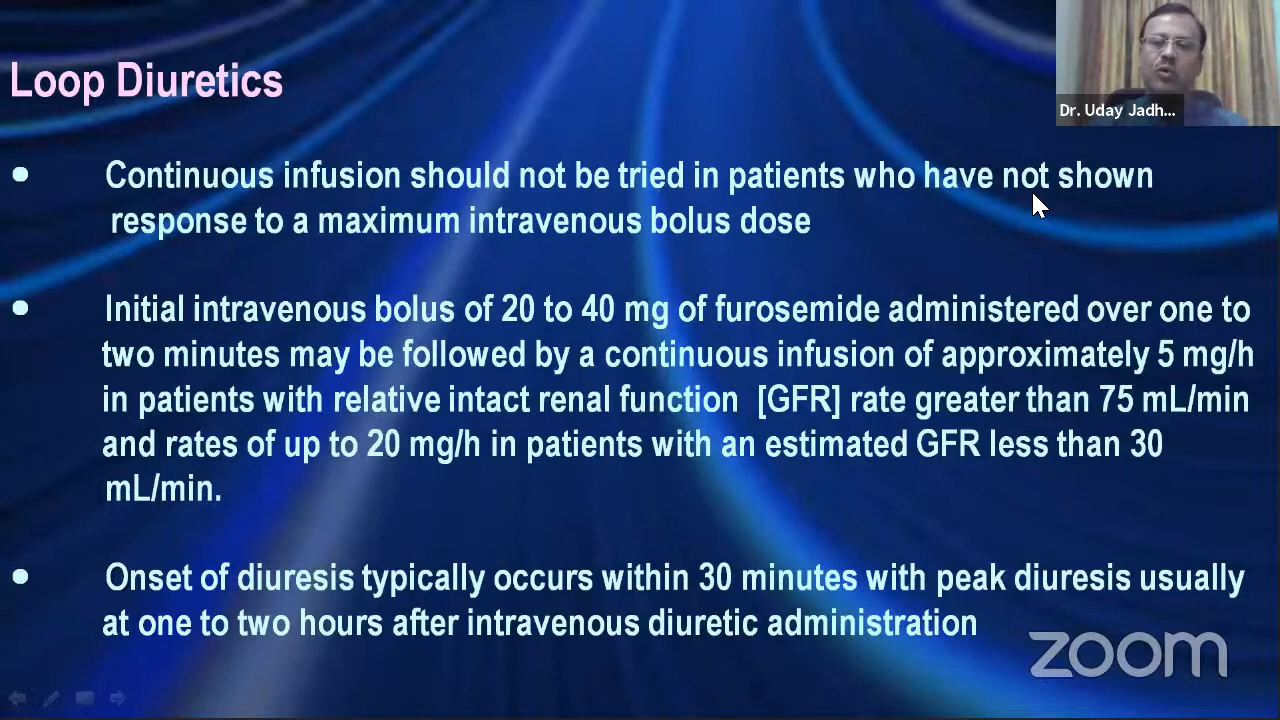 Dr. Uday Jadh...
Loop Diuretics
• Continuous infusion should not be tried in patients who have not shown
response to a maximum intravenous bolus dose
• Initial intravenous bolus of 20 to 40 mg of furosemide administered over one to
two minutes may be followed by a continuous infusion of approximately 5 mg/h
in patients with relative intact renal function [GFR] rate greater than 75 mL/min
and rates of up to 20 mg/h in patients with an estimated GFR less than 30
mL/min.
• Onset of diuresis typically occurs within 30 minutes with peak diuresis usually
at one to two hours after intravenous diuretic administration
zoom